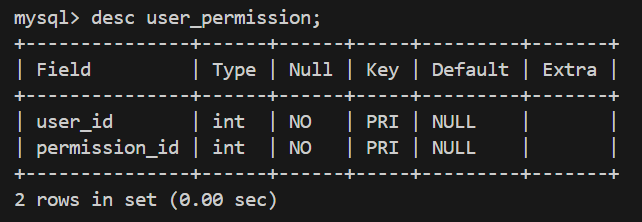 mysql> desc user_permission;
+---------------+------+------+-----+---------+-------+
| Field         | Type | Null | Key | Default | Extra |
+---------------+------+------+-----+---------+-------+
| user_id       | int  | NO   | PRI | NULL    |       |
| permission_id | int  | NO   | PRI | NULL    |       |
+---------------+------+------+-----+---------+-------+
2 rows in set (0.00 sec)